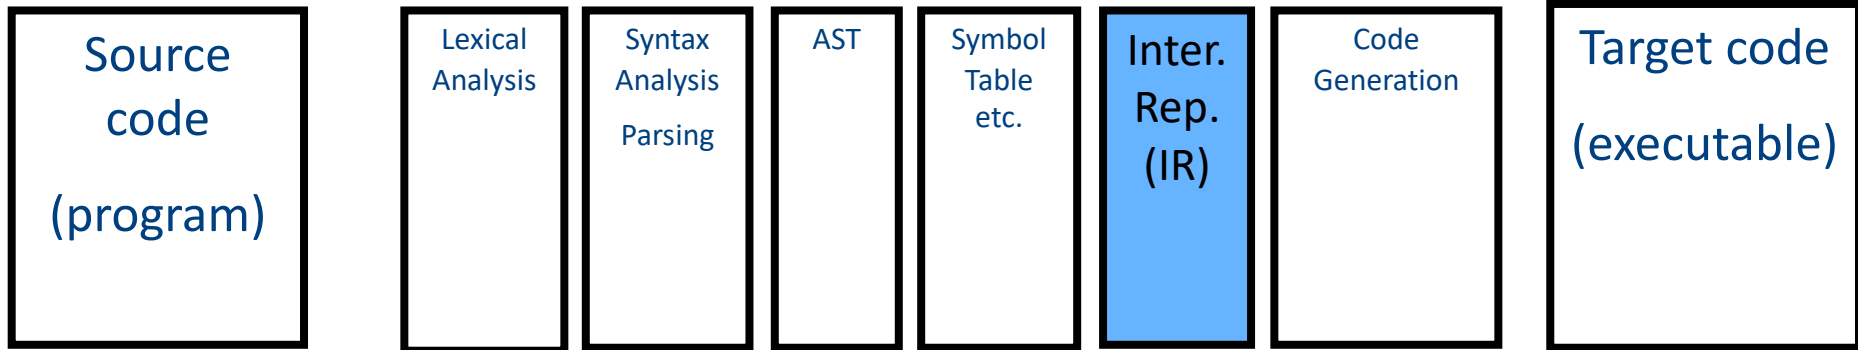 Source
code
(program)
Lexical
Analysis
Syntax
Analysis
Parsing
AST
Symbol
Table
etc.
Inter.
Rep.
(IR)
Code
Generation
Target code
(executable)